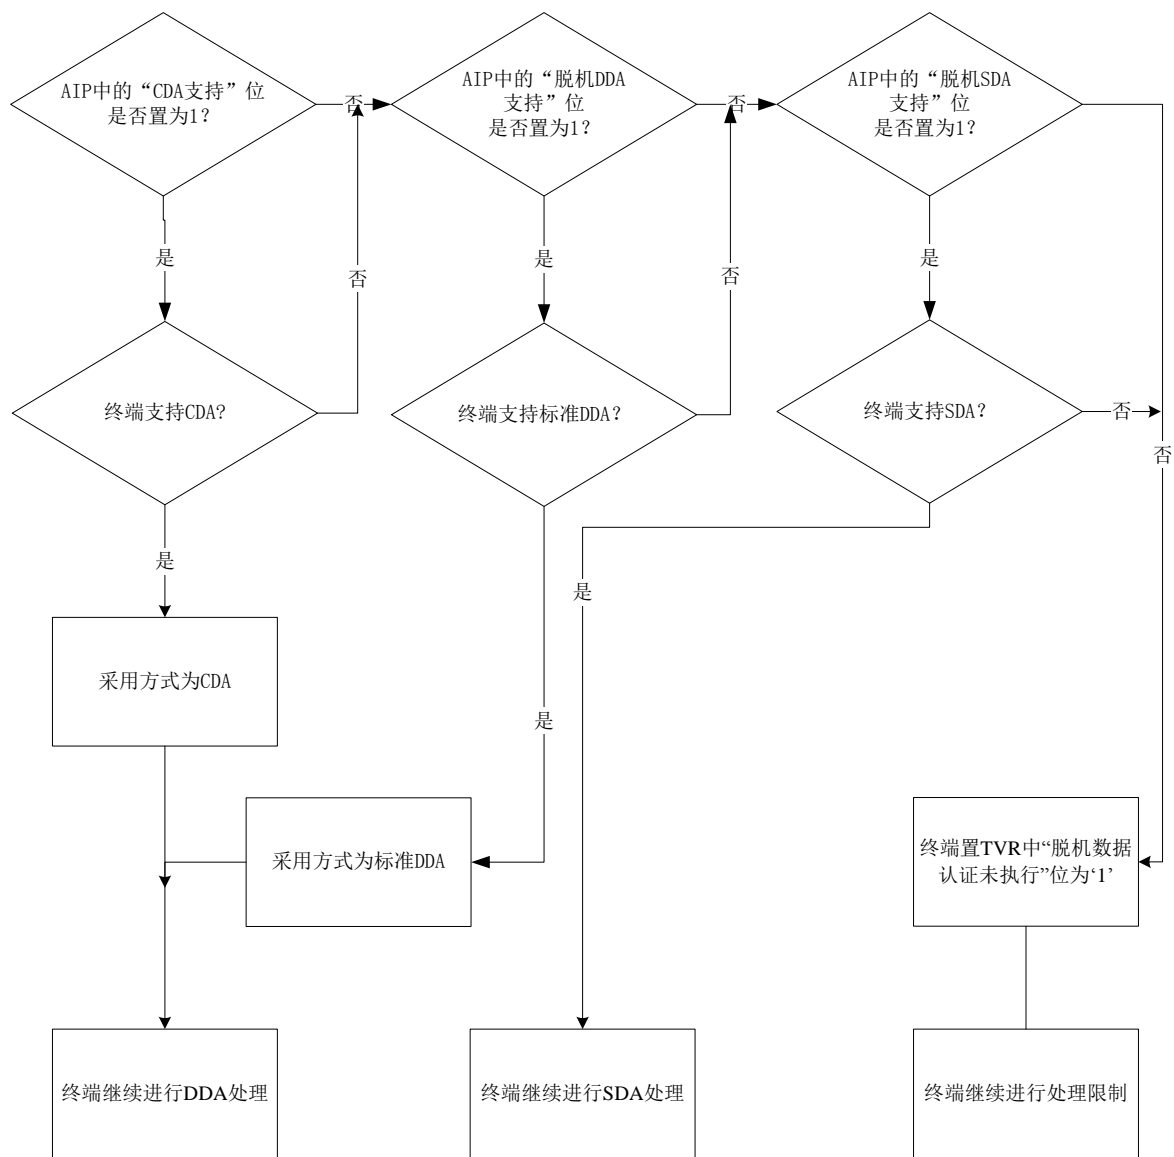 AIP中的“CDA支持”位
是否置为1?
否
AIP中的“脱机DDA
支持”位
是否置为1?
否
AIP中的“脱机SDA
支持”位
是否置为1?
是
否
是
否
是
终端支持CDA?
终端支持标准DDA?
终端支持SDA?
否
否
是
是
是
采用方式为CDA
采用方式为标准DDA
终端置TVR中“脱机数据
认证未执行”位为‘1’
终端继续进行DDA处理
终端继续进行SDA处理
终端继续进行处理限制